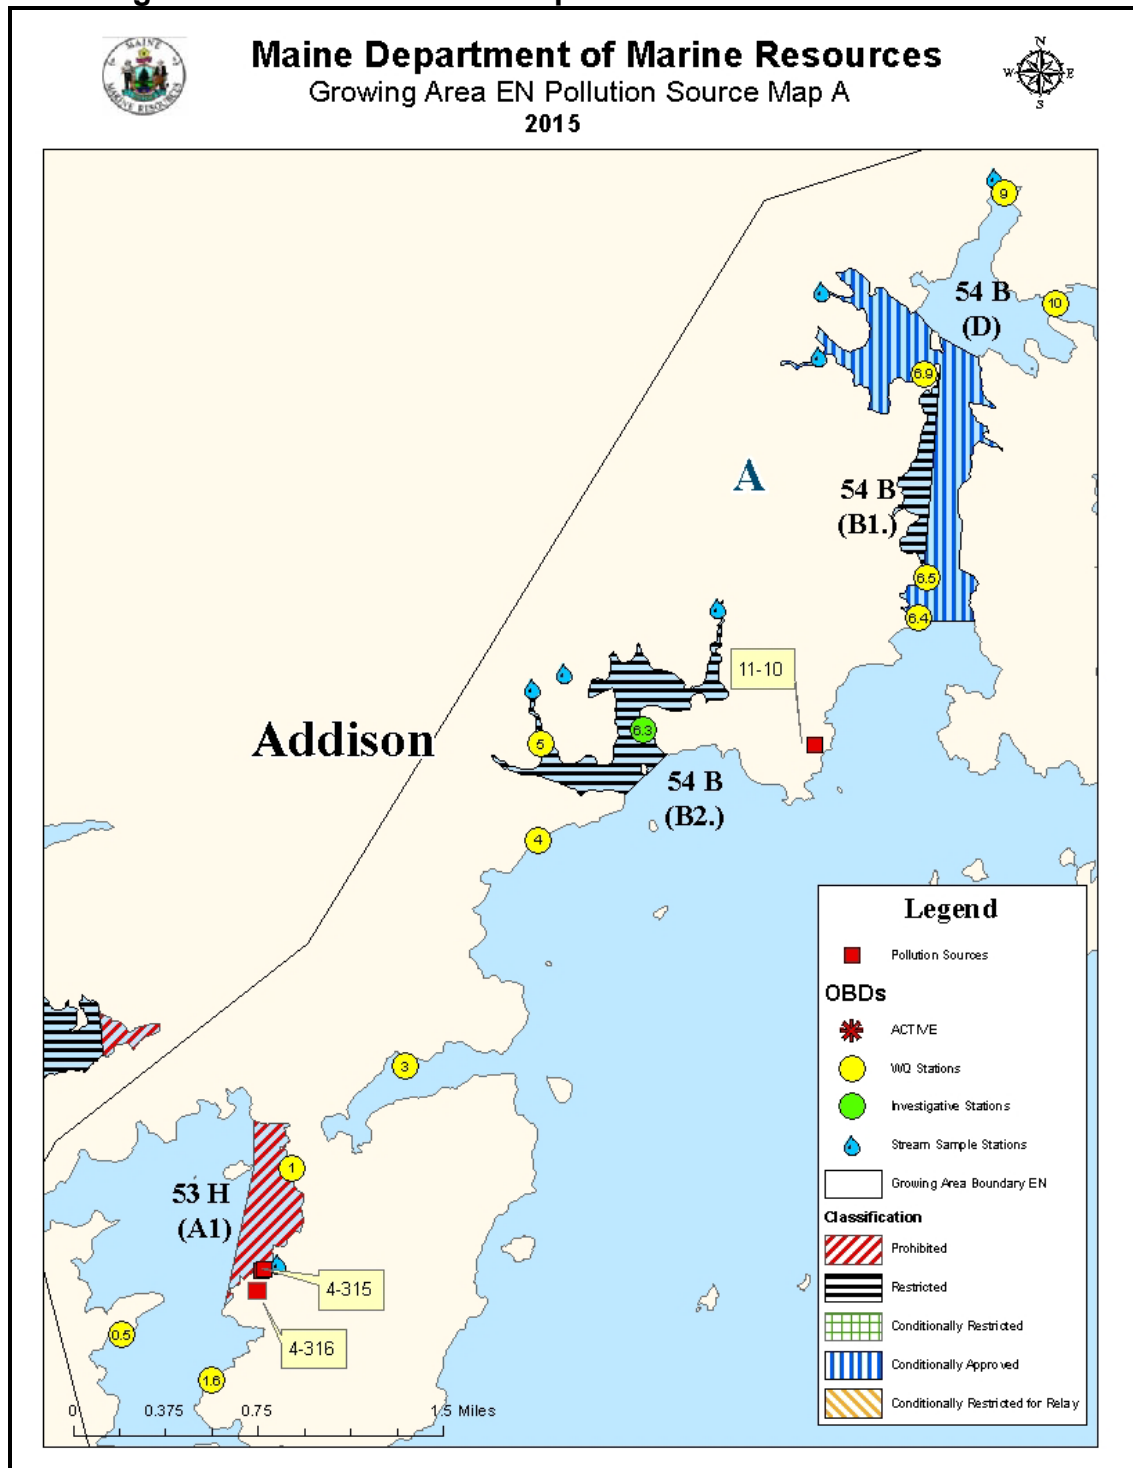 Maine Department of Marine Resources
Growing Area EN Pollution Source Map A
2015
MAINE
MARINE RESOURCES
N
W E
S
9
54 B
(D)
10
6.9
A
54 B
(B1.)
6.5
6.4
11-10
Addison
6.3
5
54 B
(B2.)
4
3
1
53 H
(A1)
4-315
4-316
0.5
1.6
0 0.375 0.75 1.5 Miles
Legend
Pollution Sources
OBDs
ACTIVE
WQ Stations
Investigative Stations
Stream Sample Stations
Growing Area Boundary EN
Classification
Prohibited
Restricted
Conditionally Restricted
Conditionally Approved
Conditionally Restricted for Relay